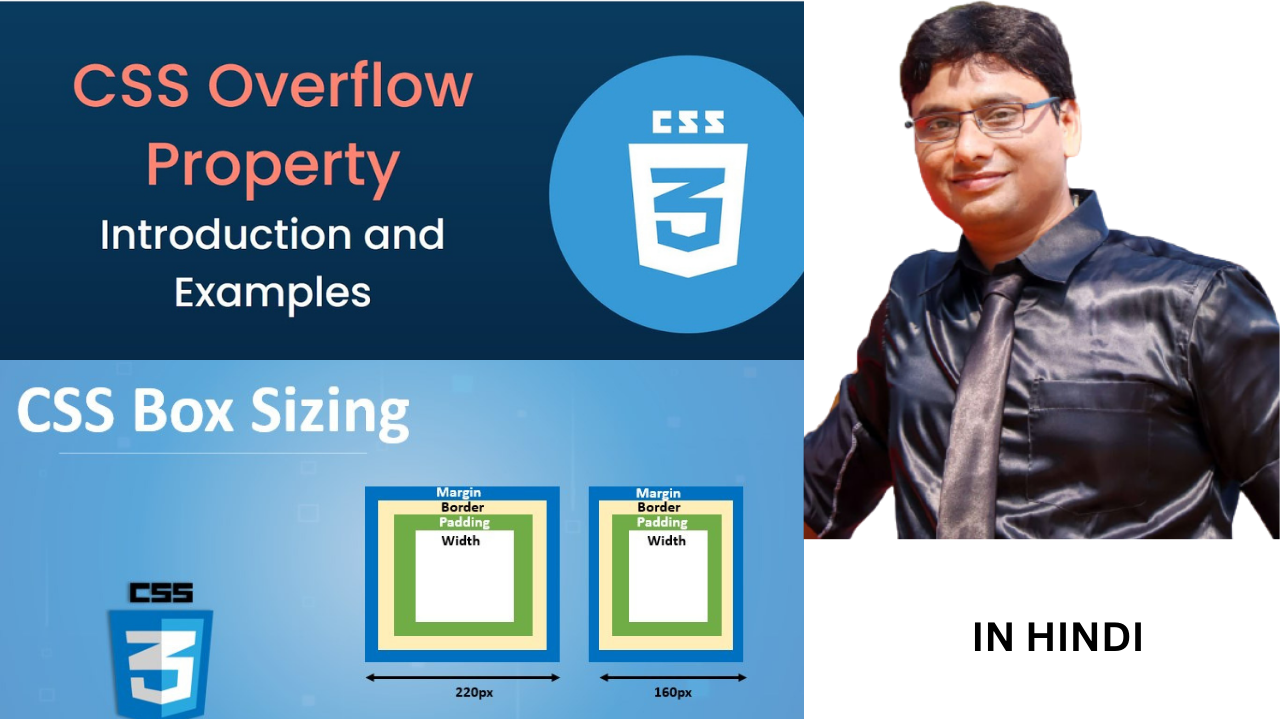 CSS Overflow
Property
Introduction and
Examples
CSS
3
CSS Box Sizing
Margin
Border
Padding
Width
220px
Margin
Border
Padding
Width
160px
CSS
3
IN HINDI